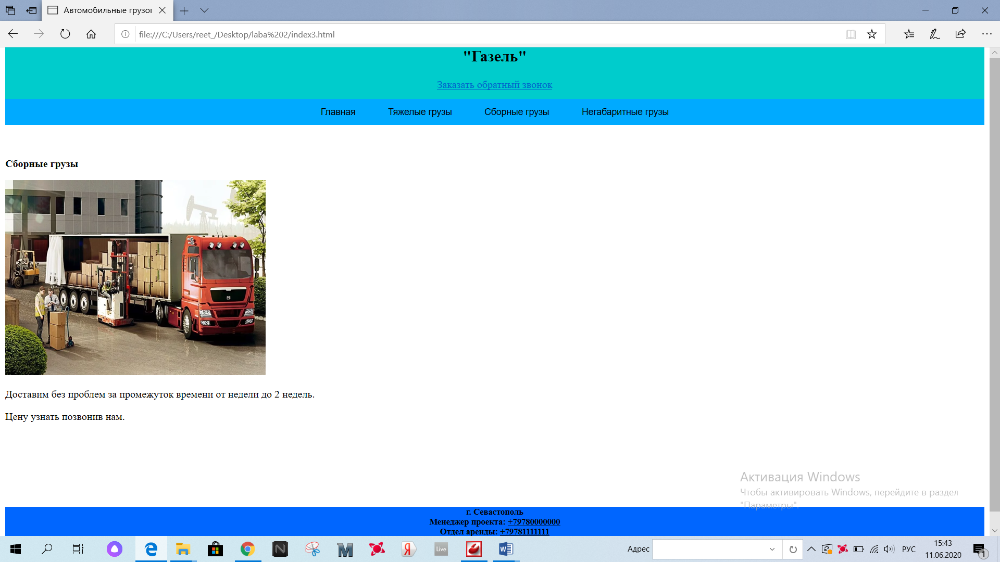 Автомобильные грузо
file:///C:/Users/reet_/Desktop/laba%202/index3.html
"Газель"
Заказать обратный звонок
Главная Тяжелые грузы Сборные грузы Негабаритные грузы
Сборные грузы
Доставим без проблем за промежуток времени от недели до 2 недель.
Цену узнать позвонив нам.
Активация Windows
Чтобы активировать Windows, перейдите в раздел
"Параметры".
г. Севастополь
Менеджер проекта: +79780000000
Отдел аренды: +79781111111
Live
Адрес
РУС
15:43
11.06.2020
1